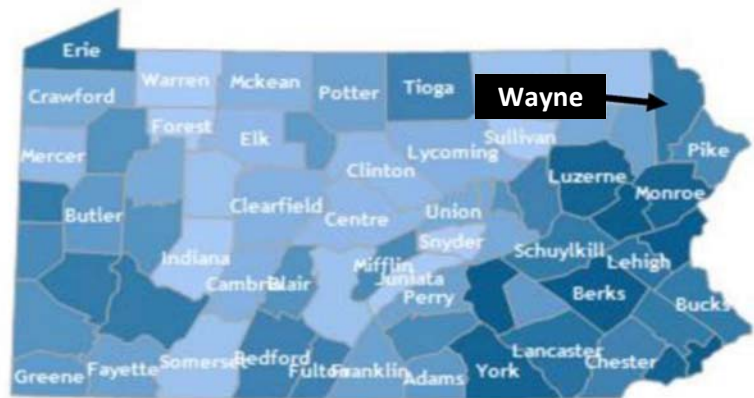 Erie
Warren
Mckean
Potter
Tioga
Wayne
Crawford
Forest
Elk
Sullivan
Lycoming
Pike
Mercer
Clinton
Luzerne
Monroe
Butler
Clearfield
Centre
Union
Snyder
Indiana
Schuylkill
Lehigh
Mifflin
Cambria
Blair
Juniata
Perry
Berks
Bucks
Somerset
Bedford
Lancaster
Chester
Greene
Fayette
Fulton
Franklin
Adams
York